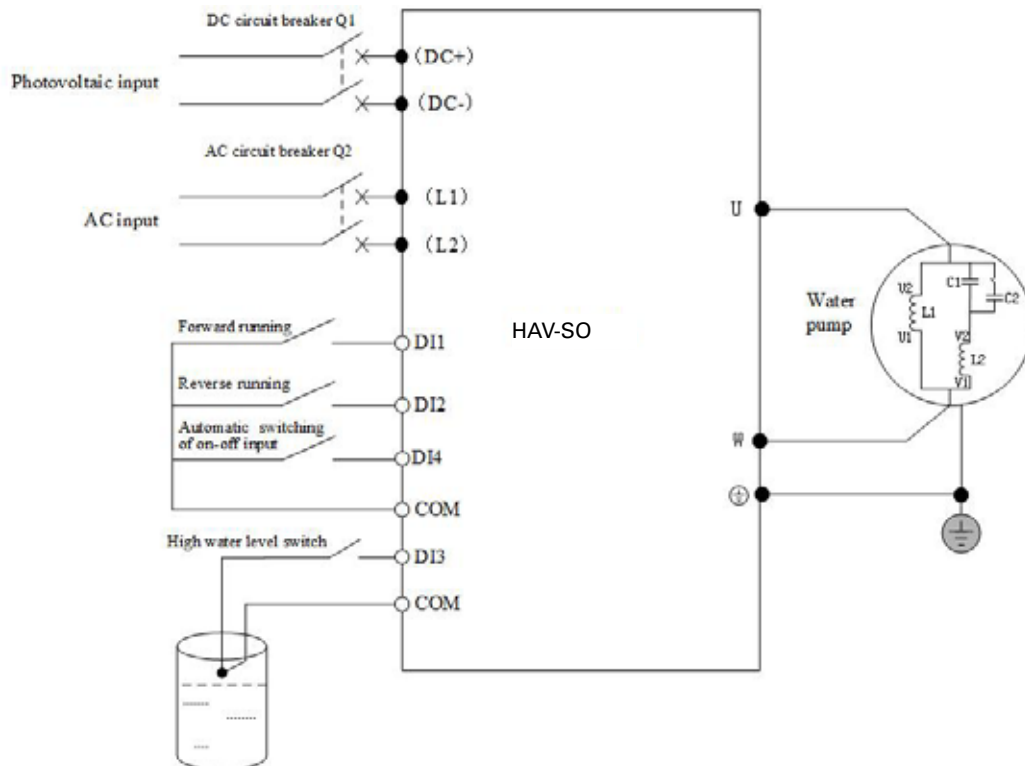 DC circuit breaker Q1
(DC+)
Photovoltaic input
(DC-)
AC circuit breaker Q2
(L1)
AC input
(L2)
Forward running
DI1
Reverse running
DI2
Automatic switching
of on-off input
DI4
COM
High water level switch
DI3
COM
HAV-SO
U
W
Water
pump
U2
L1
U1
C1
C2
V2
L2
V1